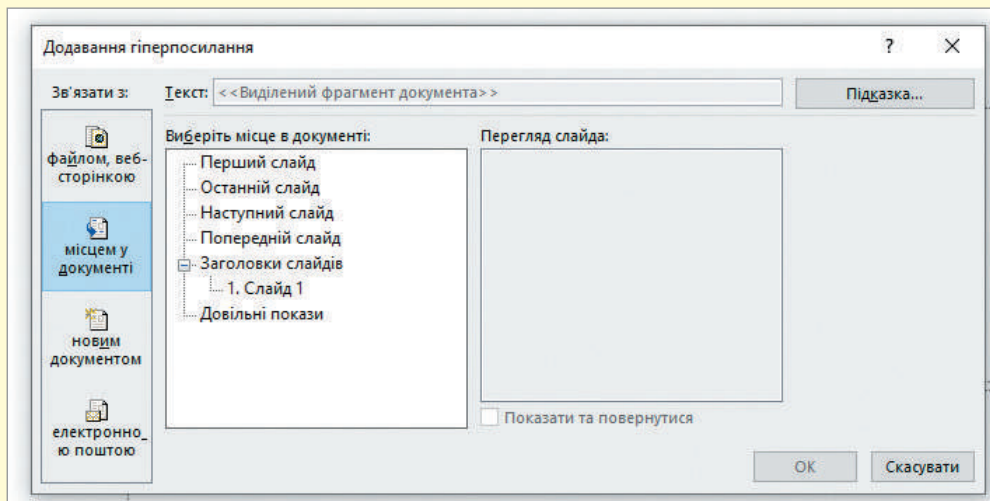 Додавання гіперпосилання
?
Зв'язати з:
Текст: <<Виділений фрагмент документа>>
Підказка...
файлом, веб-
сторінкою
місцем у
документі
новим
документом
електронно_
ю поштою
Виберіть місце в документі:
Перший слайд
Останній слайд
Наступний слайд
Попередній слайд
Заголовки слайдів
1. Слайд 1
Довільні покази
Перегляд слайда:
Показати та повернутися
ОК
Скасувати